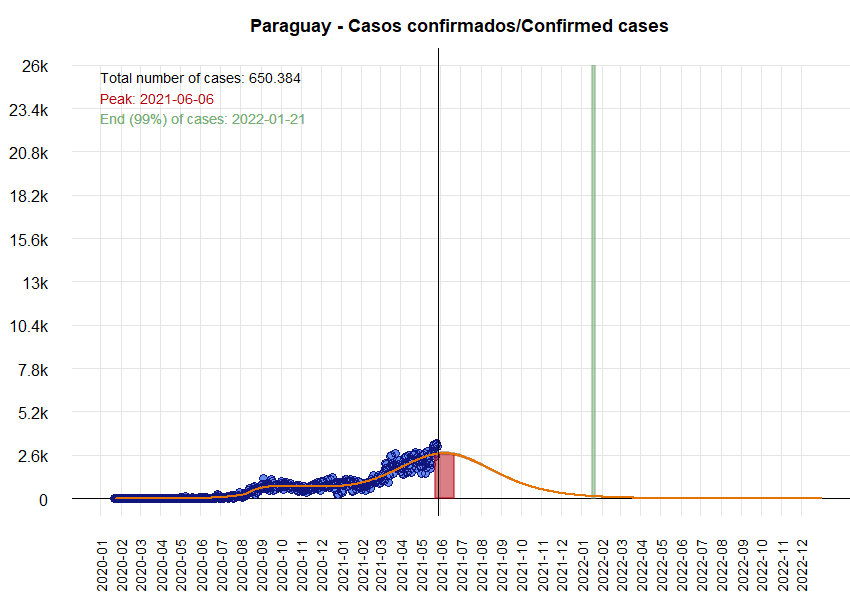 Paraguay - Casos confirmados/Confirmed cases
26k
Total number of cases: 650.384
Peak: 2021-06-06
End (99%) of cases: 2022-01-21
23.4k
20.8k
18.2k
15.6k
13k
10.4k
7.8k
5.2k
2.6k
0
2020-01
2020-02
2020-03
2020-04
2020-05
2020-06
2020-07
2020-08
2020-09
2020-10
2020-11
2020-12
2021-01
2021-02
2021-03
2021-04
2021-05
2021-06
2021-07
2021-08
2021-09
2021-10
2021-11
2021-12
2022-01
2022-02
2022-03
2022-04
2022-05
2022-06
2022-07
2022-08
2022-09
2022-10
2022-11
2022-12